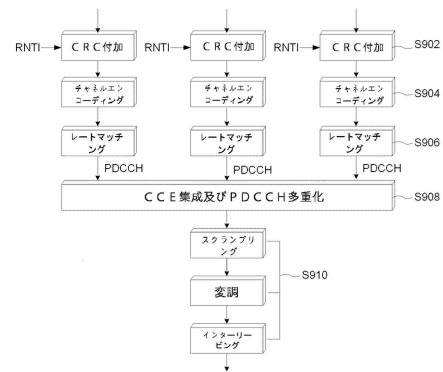 RNTI
CRC付加
RNTI
CRC付加
RNTI
CRC付加
S902
チャネルエン
コーディング
チャネルエン
コーディング
チャネルエン
コーディング
S904
レートマッチ
ング
レートマッチ
ング
レートマッチ
ング
S906
PDCCH
PDCCH
PDCCH
CCE集成及びPDCCH多重化
S908
スクランブリ
ング
変調
S910
インターリー
ビング